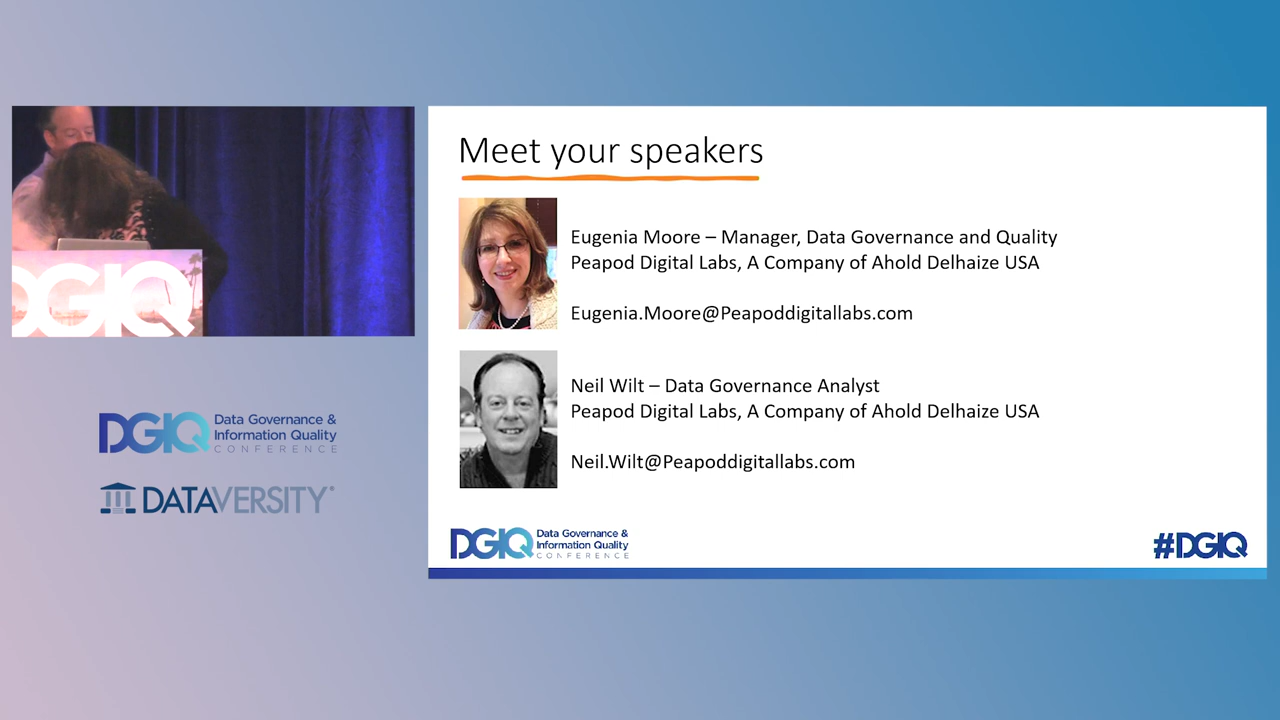 DGIQ
DGIQ Data Governance &
Information Quality
CONFERENCE
DATAVERSITY
Meet your speakers
Eugenia Moore – Manager, Data Governance and Quality
Peapod Digital Labs, A Company of Ahold Delhaize USA
Eugenia.Moore@Peapoddigitallabs.com
Neil Wilt – Data Governance Analyst
Peapod Digital Labs, A Company of Ahold Delhaize USA
Neil.Wilt@Peapoddigitallabs.com
DGIQ Data Governance &
Information Quality
CONFERENCE
#DGIQ